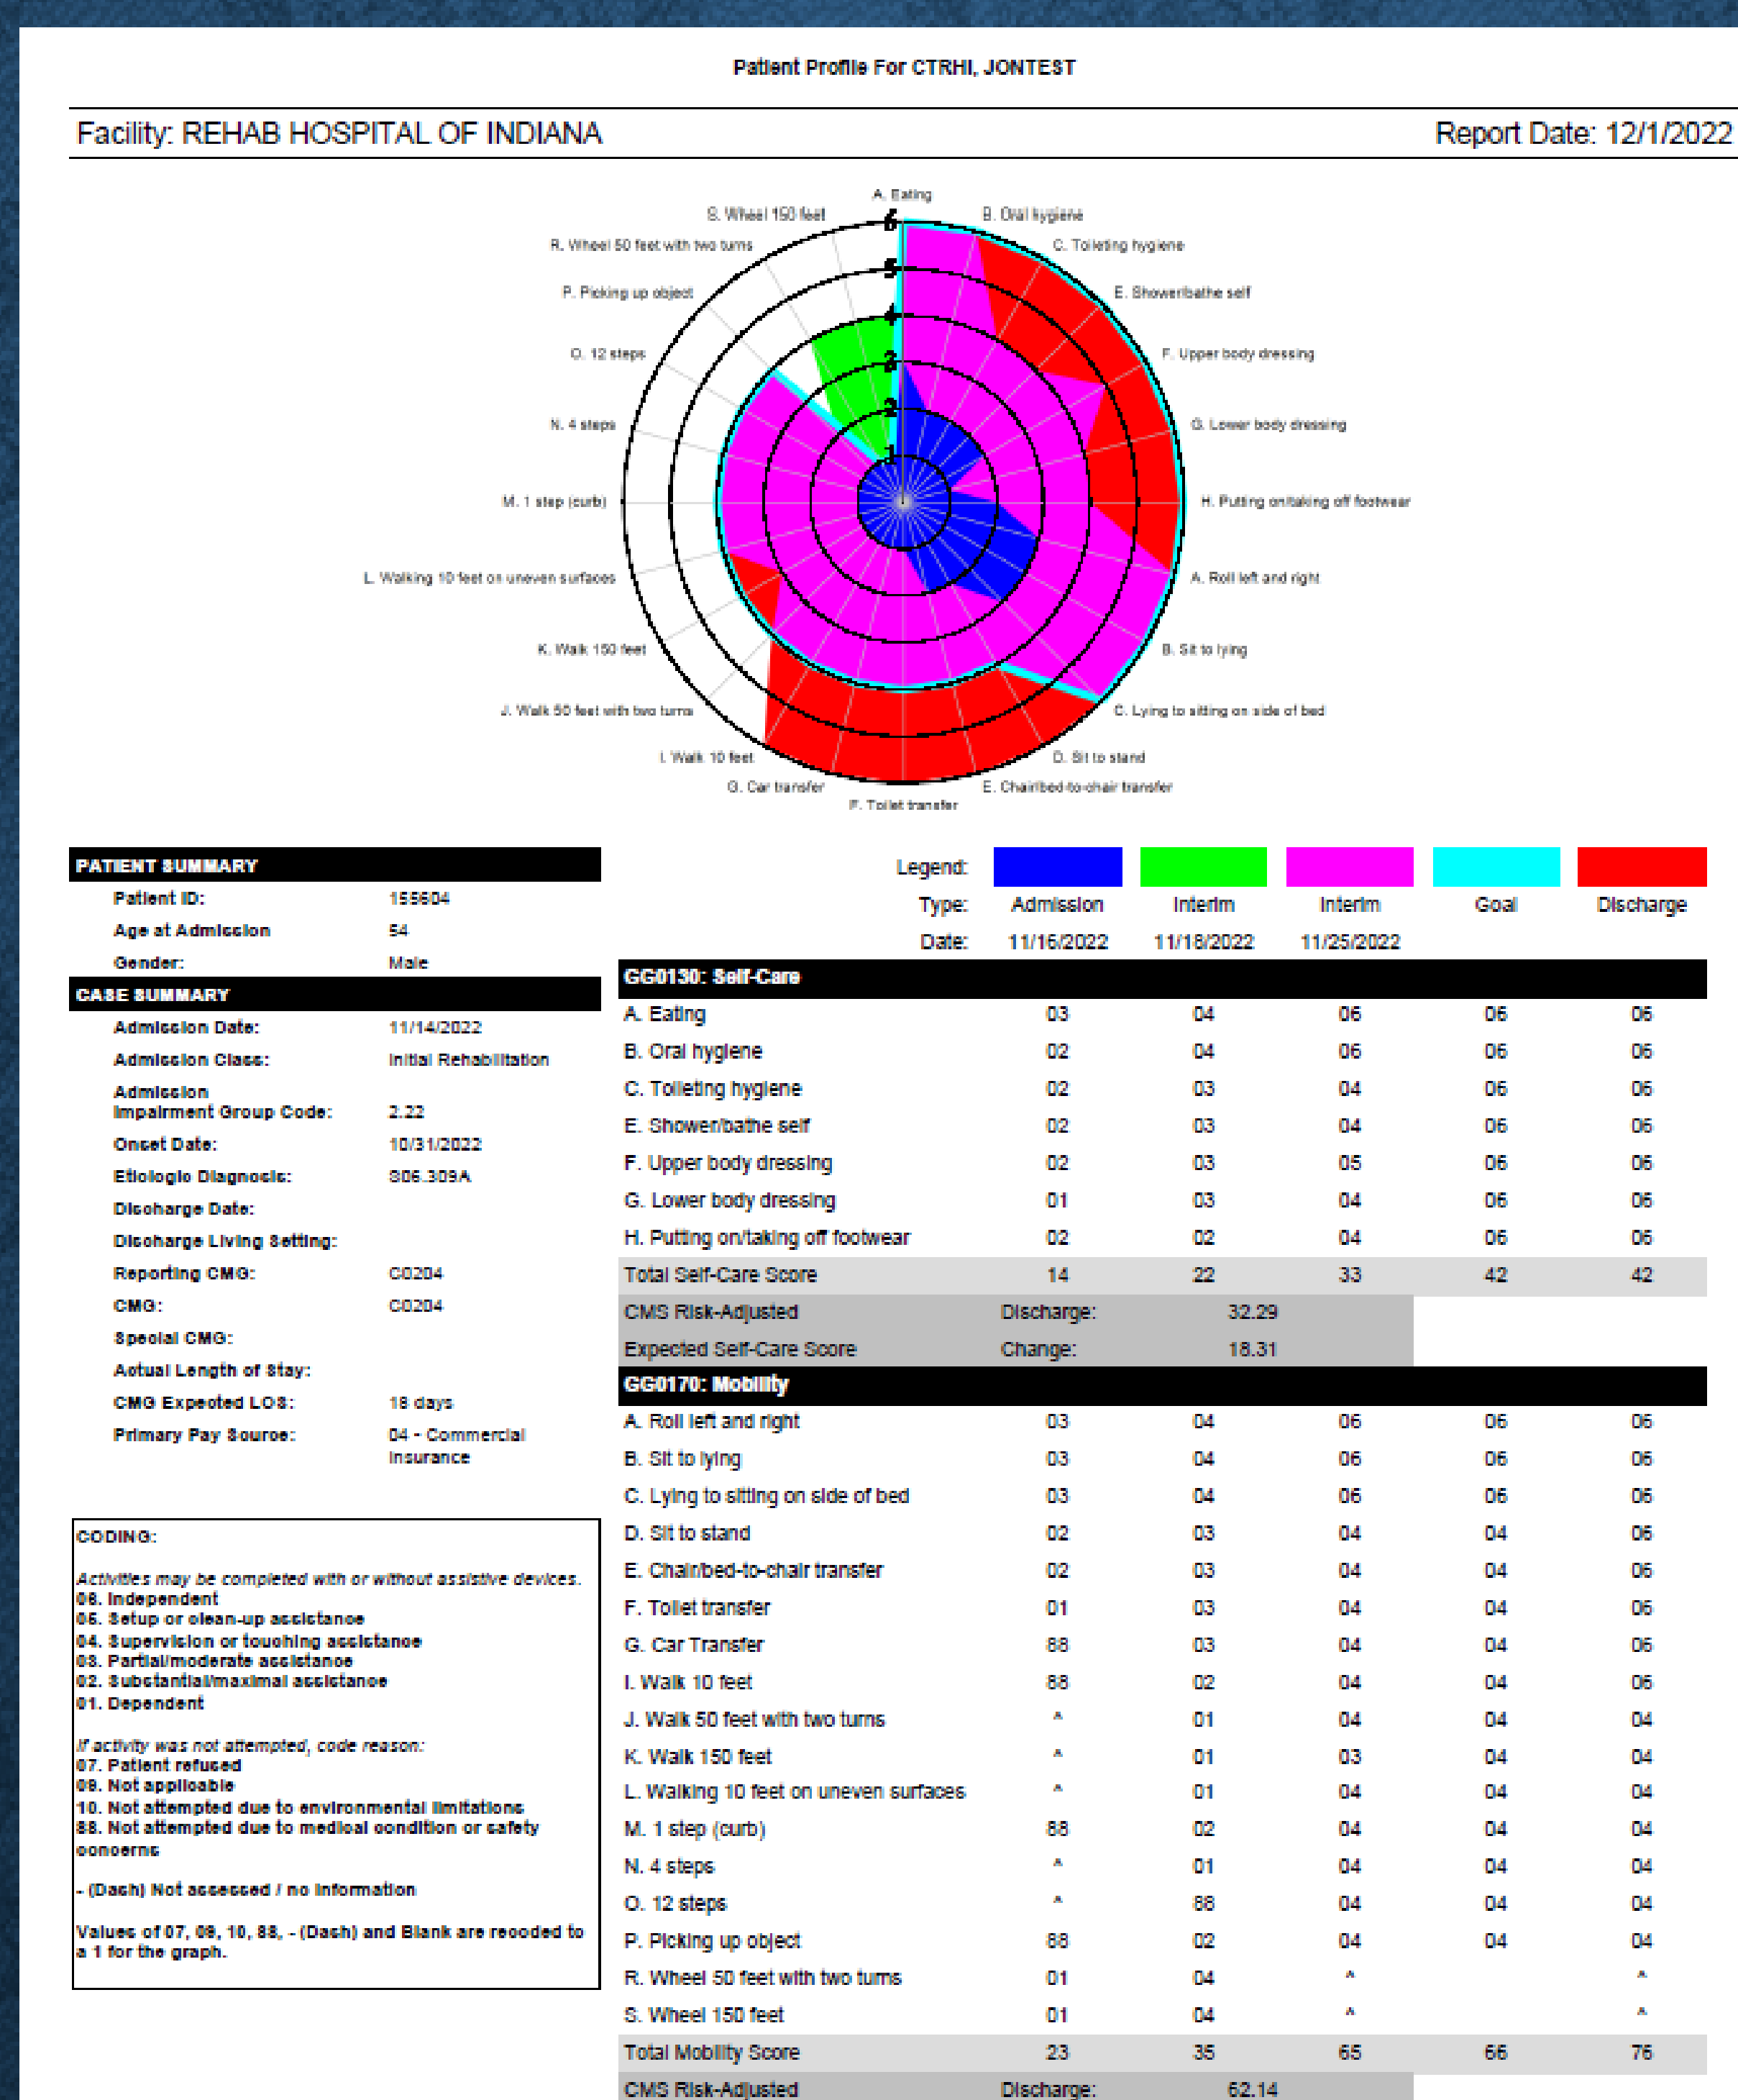 Patient Profile For CTRHI, JONTEST
Facility: REHAB HOSPITAL OF INDIANA Report Date: 12/1/2022
A. Eating
S. Wheel 150 feet
B. Oral hygiene
R. Wheel 50 feet with two turns
C. Toileting hygiene
P. Picking up object
E. Shower/bathe self
O. 12 steps
F. Upper body dressing
N. 4 steps
G. Lower body dressing
M. 1 step (curb)
H. Putting on/taking off footwear
L. Walking 10 feet on uneven surfaces
A. Roll left and right
K. Walk 150 feet
B. Sit to lying
J. Walk 50 feet with two turns
C. Lying to sitting on side of bed
I. Walk 10 feet
D. Sit to stand
G. Car transfer
E. Chair/bed-to-chair transfer
F. Toilet transfer
6
5
4
3
2
1
PATIENT SUMMARY
Patient ID: 155604
Age at Admission 54
Gender: Male
CASE SUMMARY
Admission Date: 11/14/2022
Admission Class: Initial Rehabilitation
Admission
Impairment Group Code: 2.22
Onset Date: 10/31/2022
Etiologic Diagnosis: S06.309A
Discharge Date:
Discharge Living Setting:
Reporting CMG: C0204
CMG: C0204
Special CMG:
Actual Length of Stay:
CMG Expected LOS: 18 days
Primary Pay Source: 04 - Commercial
Insurance
CODING:
Activities may be completed with or without assistive devices.
06. Independent
05. Setup or clean-up assistance
04. Supervision or touching assistance
03. Partial/moderate assistance
02. Substantial/maximal assistance
01. Dependent
If activity was not attempted, code reason:
07. Patient refused
09. Not applicable
10. Not attempted due to environmental limitations
88. Not attempted due to medical condition or safety
concerns
- (Dash) Not assessed / no information
Values of 07, 09, 10, 88, - (Dash) and Blank are recoded to
a 1 for the graph.
Legend:
Type: Admission Interim Interim Goal Discharge
Date: 11/16/2022 11/18/2022 11/25/2022
GG0130: Self-Care
A. Eating 03 04 06 06 06
B. Oral hygiene 02 04 06 06 06
C. Toileting hygiene 02 03 04 06 06
E. Shower/bathe self 02 03 04 06 06
F. Upper body dressing 02 03 05 06 06
G. Lower body dressing 01 03 04 06 06
H. Putting on/taking off footwear 02 02 04 06 06
Total Self-Care Score 14 22 33 42 42
CMS Risk-Adjusted Discharge: 32.29
Expected Self-Care Score Change: 18.31
GG0170: Mobility
A. Roll left and right 03 04 06 06 06
B. Sit to lying 03 04 06 06 06
C. Lying to sitting on side of bed 03 04 06 06 06
D. Sit to stand 02 03 04 04 06
E. Chair/bed-to-chair transfer 02 03 04 04 06
F. Toilet transfer 01 03 04 04 06
G. Car Transfer 88 03 04 04 06
I. Walk 10 feet 88 02 04 04 06
J. Walk 50 feet with two turns ^ 01 04 04 04
K. Walk 150 feet ^ 01 03 04 04
L. Walking 10 feet on uneven surfaces ^ 01 04 04 04
M. 1 step (curb) 88 02 04 04 04
N. 4 steps ^ 01 04 04 04
O. 12 steps ^ 88 04 04 04
P. Picking up object 88 02 04 04 04
R. Wheel 50 feet with two turns 01 04 ^ ^
S. Wheel 150 feet 01 04 ^ ^
Total Mobility Score 23 35 65 66 76
CMS Risk-Adjusted Discharge: 62.14